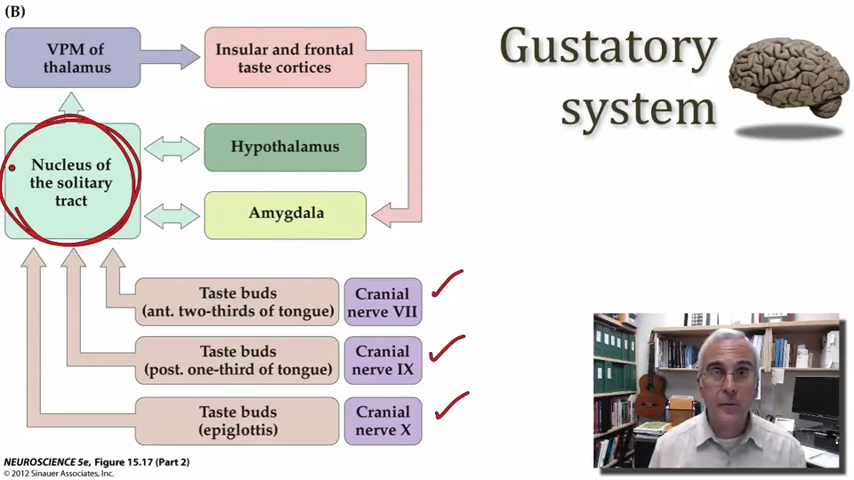 (B)
VPM of
thalamus
Insular and frontal
taste cortices
Gustatory
system
Nucleus of
the solitary
tract
Hypothalamus
Amygdala
Taste buds
(ant. two-thirds of tongue)
Cranial
nerve VII
Taste buds
(post. one-third of tongue)
Cranial
nerve IX
Taste buds
(epiglottis)
Cranial
nerve X
NEUROSCIENCE 5e, Figure 15.17 (Part 2)
© 2012 Sinauer Associates, Inc.